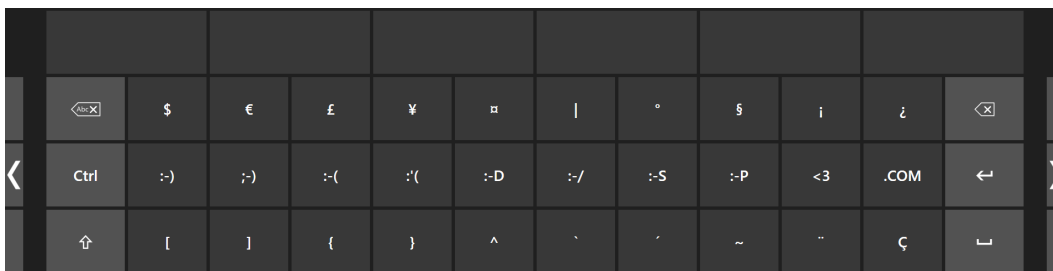 Abc $ € £ ¥ ¤ | ° § ¡ ¿
Ctrl :-) ;-) :-( :'( :-D :-/ :-S :-P <3 .COM
[ ] { } ^ ` ´ ~ ¨ Ç